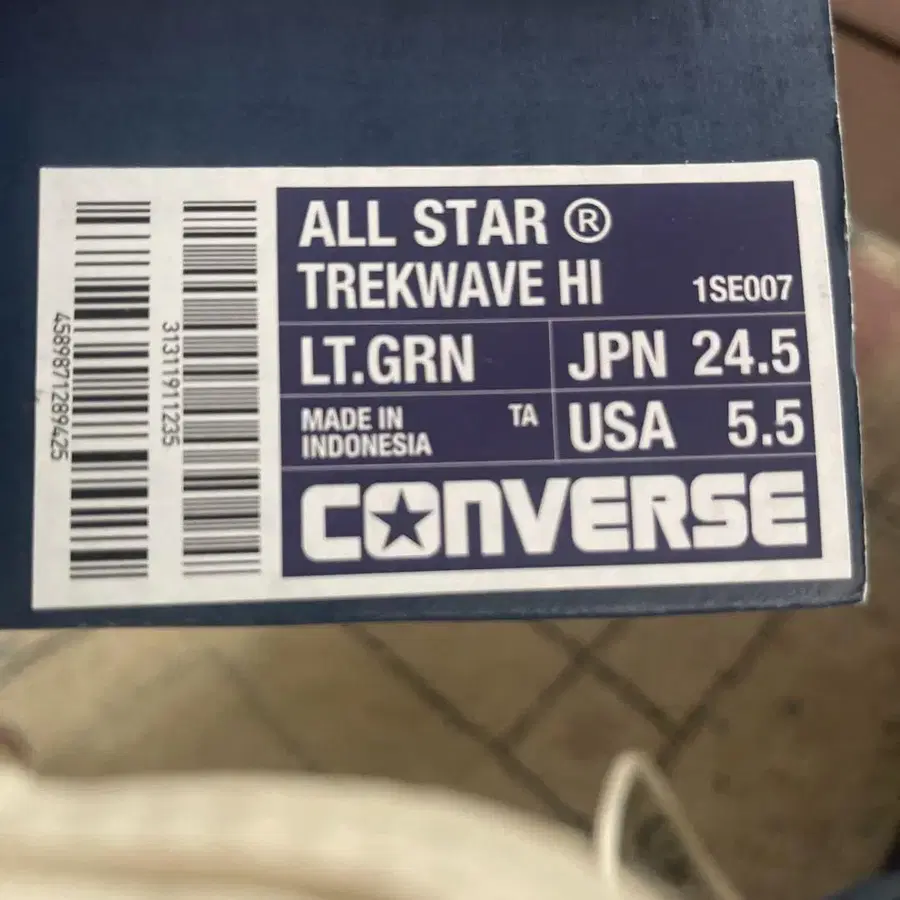 4589871289425
31311911235
ALL STAR ®
TREKWAVE HI 1SE007
LT.GRN JPN 24.5
MADE IN TA
INDONESIA
USA 5.5
CONVERSE